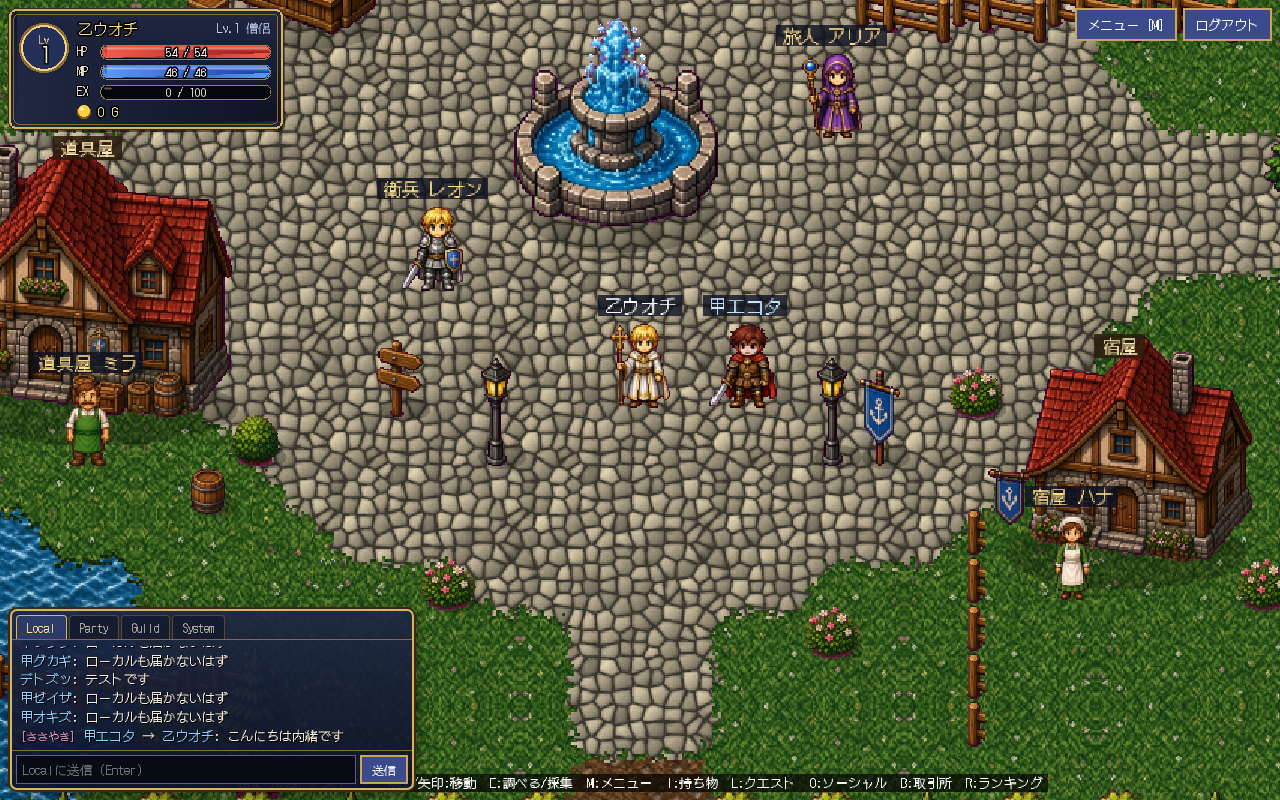 乙ウオチ
Lv.1 僧侶
Lv
1
HP 54 / 54
MP 46 / 46
EX 0 / 100
0 G
メニュー [M]
ログアウト
旅人 アリア
道具屋
衛兵 レオン
乙ウオチ
甲エコタ
宿屋
道具屋 ミラ
宿屋 ハナ
Local
Party
Guild
System
甲グカギ: ローカルも届かないはず
デトズッ: テストです
甲ゼイザ: ローカルも届かないはず
甲オキズ: ローカルも届かないはず
[ささやき] 甲エコタ → 乙ウオチ: こんにちは内緒です
Localに送信 (Enter)
送信
矢印:移動 E:調べる/採集 M:メニュー I:持ち物 L:クエスト O:ソーシャル B:取引所 R:ランキング